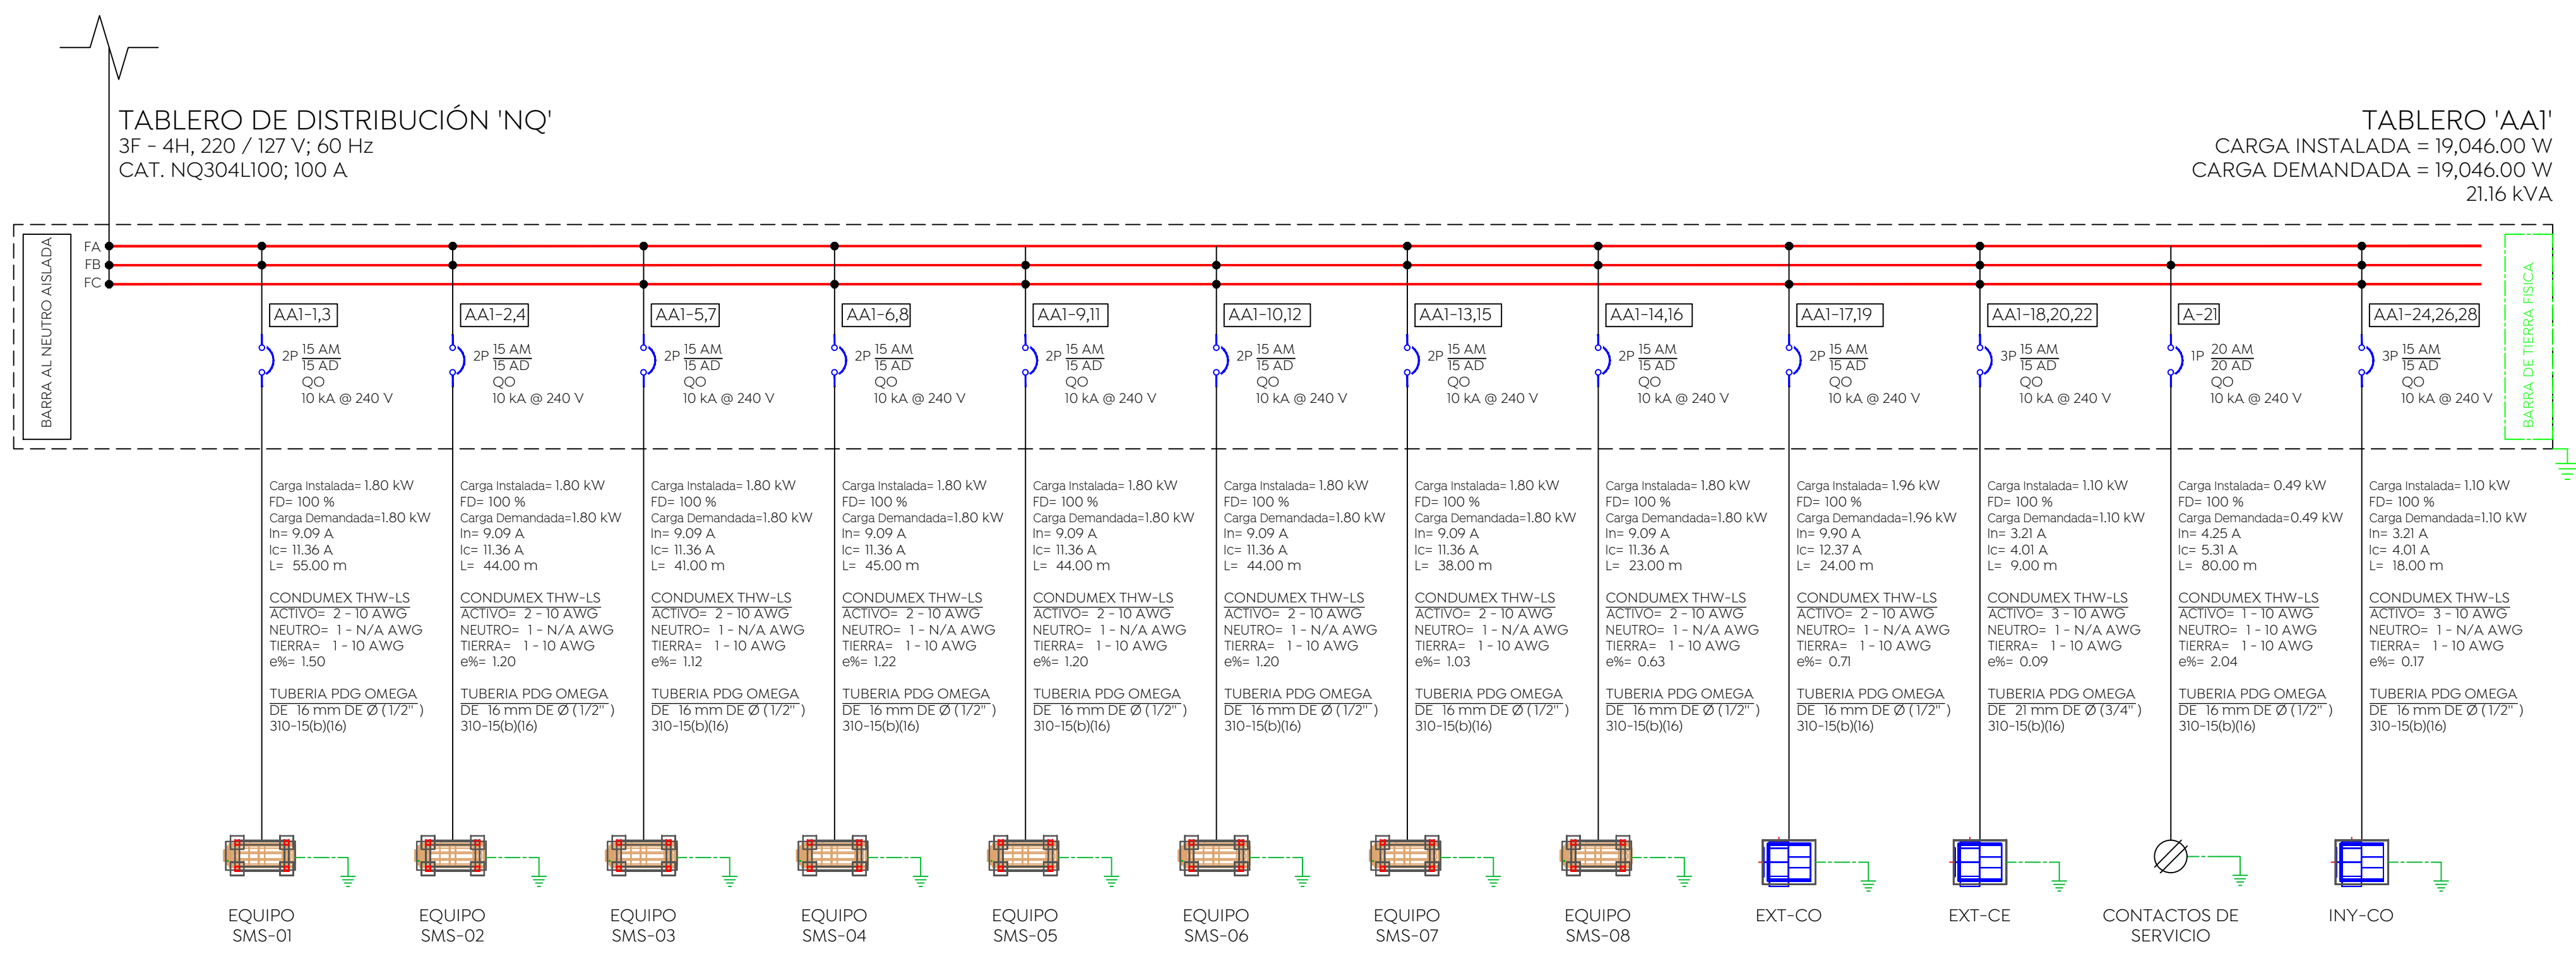 TABLERO DE DISTRIBUCIÓN 'NQ'
3F - 4H, 220 / 127 V; 60 Hz
CAT. NQ304L100; 100 A
TABLERO 'AA1'
CARGA INSTALADA = 19,046.00 W
CARGA DEMANDADA = 19,046.00 W
21.16 kVA
BARRA AL NEUTRO AISLADA
FA
FB
FC
BARRA DE TIERRA FISICA
AA1-1,3
2P 15 AM
15 AD
QO
10 kA @ 240 V
Carga Instalada= 1.80 kW
FD= 100 %
Carga Demandada=1.80 kW
In= 9.09 A
Ic= 11.36 A
L= 55.00 m
CONDUMEX THW-LS
ACTIVO= 2 - 10 AWG
NEUTRO= 1 - N/A AWG
TIERRA= 1 - 10 AWG
e%= 1.50
TUBERIA PDG OMEGA
DE 16 mm DE Ø ( 1/2" )
310-15(b)(16)
EQUIPO
SMS-01
AA1-2,4
2P 15 AM
15 AD
QO
10 kA @ 240 V
Carga Instalada= 1.80 kW
FD= 100 %
Carga Demandada=1.80 kW
In= 9.09 A
Ic= 11.36 A
L= 44.00 m
CONDUMEX THW-LS
ACTIVO= 2 - 10 AWG
NEUTRO= 1 - N/A AWG
TIERRA= 1 - 10 AWG
e%= 1.20
TUBERIA PDG OMEGA
DE 16 mm DE Ø ( 1/2" )
310-15(b)(16)
EQUIPO
SMS-02
AA1-5,7
2P 15 AM
15 AD
QO
10 kA @ 240 V
Carga Instalada= 1.80 kW
FD= 100 %
Carga Demandada=1.80 kW
In= 9.09 A
Ic= 11.36 A
L= 41.00 m
CONDUMEX THW-LS
ACTIVO= 2 - 10 AWG
NEUTRO= 1 - N/A AWG
TIERRA= 1 - 10 AWG
e%= 1.12
TUBERIA PDG OMEGA
DE 16 mm DE Ø ( 1/2" )
310-15(b)(16)
EQUIPO
SMS-03
AA1-6,8
2P 15 AM
15 AD
QO
10 kA @ 240 V
Carga Instalada= 1.80 kW
FD= 100 %
Carga Demandada=1.80 kW
In= 9.09 A
Ic= 11.36 A
L= 45.00 m
CONDUMEX THW-LS
ACTIVO= 2 - 10 AWG
NEUTRO= 1 - N/A AWG
TIERRA= 1 - 10 AWG
e%= 1.22
TUBERIA PDG OMEGA
DE 16 mm DE Ø ( 1/2" )
310-15(b)(16)
EQUIPO
SMS-04
AA1-9,11
2P 15 AM
15 AD
QO
10 kA @ 240 V
Carga Instalada= 1.80 kW
FD= 100 %
Carga Demandada=1.80 kW
In= 9.09 A
Ic= 11.36 A
L= 44.00 m
CONDUMEX THW-LS
ACTIVO= 2 - 10 AWG
NEUTRO= 1 - N/A AWG
TIERRA= 1 - 10 AWG
e%= 1.20
TUBERIA PDG OMEGA
DE 16 mm DE Ø ( 1/2" )
310-15(b)(16)
EQUIPO
SMS-05
AA1-10,12
2P 15 AM
15 AD
QO
10 kA @ 240 V
Carga Instalada= 1.80 kW
FD= 100 %
Carga Demandada=1.80 kW
In= 9.09 A
Ic= 11.36 A
L= 44.00 m
CONDUMEX THW-LS
ACTIVO= 2 - 10 AWG
NEUTRO= 1 - N/A AWG
TIERRA= 1 - 10 AWG
e%= 1.20
TUBERIA PDG OMEGA
DE 16 mm DE Ø ( 1/2" )
310-15(b)(16)
EQUIPO
SMS-06
AA1-13,15
2P 15 AM
15 AD
QO
10 kA @ 240 V
Carga Instalada= 1.80 kW
FD= 100 %
Carga Demandada=1.80 kW
In= 9.09 A
Ic= 11.36 A
L= 38.00 m
CONDUMEX THW-LS
ACTIVO= 2 - 10 AWG
NEUTRO= 1 - N/A AWG
TIERRA= 1 - 10 AWG
e%= 1.03
TUBERIA PDG OMEGA
DE 16 mm DE Ø ( 1/2" )
310-15(b)(16)
EQUIPO
SMS-07
AA1-14,16
2P 15 AM
15 AD
QO
10 kA @ 240 V
Carga Instalada= 1.80 kW
FD= 100 %
Carga Demandada=1.80 kW
In= 9.09 A
Ic= 11.36 A
L= 23.00 m
CONDUMEX THW-LS
ACTIVO= 2 - 10 AWG
NEUTRO= 1 - N/A AWG
TIERRA= 1 - 10 AWG
e%= 0.63
TUBERIA PDG OMEGA
DE 16 mm DE Ø ( 1/2" )
310-15(b)(16)
EQUIPO
SMS-08
AA1-17,19
2P 15 AM
15 AD
QO
10 kA @ 240 V
Carga Instalada= 1.96 kW
FD= 100 %
Carga Demandada=1.96 kW
In= 9.90 A
Ic= 12.37 A
L= 24.00 m
CONDUMEX THW-LS
ACTIVO= 2 - 10 AWG
NEUTRO= 1 - N/A AWG
TIERRA= 1 - 10 AWG
e%= 0.71
TUBERIA PDG OMEGA
DE 16 mm DE Ø ( 1/2" )
310-15(b)(16)
EXT-CO
AA1-18,20,22
3P 15 AM
15 AD
QO
10 kA @ 240 V
Carga Instalada= 1.10 kW
FD= 100 %
Carga Demandada=1.10 kW
In= 3.21 A
Ic= 4.01 A
L= 9.00 m
CONDUMEX THW-LS
ACTIVO= 3 - 10 AWG
NEUTRO= 1 - N/A AWG
TIERRA= 1 - 10 AWG
e%= 0.09
TUBERIA PDG OMEGA
DE 21 mm DE Ø ( 3/4" )
310-15(b)(16)
EXT-CE
A-21
1P 20 AM
20 AD
QO
10 kA @ 240 V
Carga Instalada= 0.49 kW
FD= 100 %
Carga Demandada=0.49 kW
In= 4.25 A
Ic= 5.31 A
L= 80.00 m
CONDUMEX THW-LS
ACTIVO= 1 - 10 AWG
NEUTRO= 1 - 10 AWG
TIERRA= 1 - 10 AWG
e%= 2.04
TUBERIA PDG OMEGA
DE 16 mm DE Ø ( 1/2" )
310-15(b)(16)
CONTACTOS DE
SERVICIO
AA1-24,26,28
3P 15 AM
15 AD
QO
10 kA @ 240 V
Carga Instalada= 1.10 kW
FD= 100 %
Carga Demandada=1.10 kW
In= 3.21 A
Ic= 4.01 A
L= 18.00 m
CONDUMEX THW-LS
ACTIVO= 3 - 10 AWG
NEUTRO= 1 - N/A AWG
TIERRA= 1 - 10 AWG
e%= 0.17
TUBERIA PDG OMEGA
DE 16 mm DE Ø ( 1/2" )
310-15(b)(16)
INY-CO